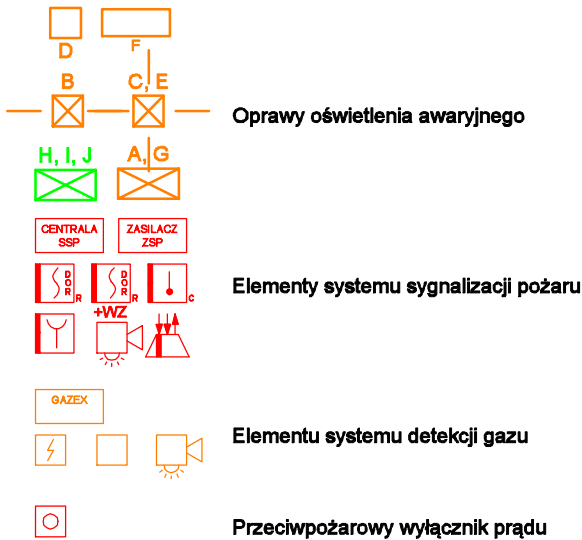 D
F
B
C, E
Oprawy oświetlenia awaryjnego
H, I, J
A, G
CENTRALA
SSP
ZASILACZ
ZSP
DOR
R
DOR
R
C
Elementy systemu sygnalizacji pożaru
+WZ
GAZEX
Elementu systemu detekcji gazu
Przeciwpożarowy wyłącznik prądu